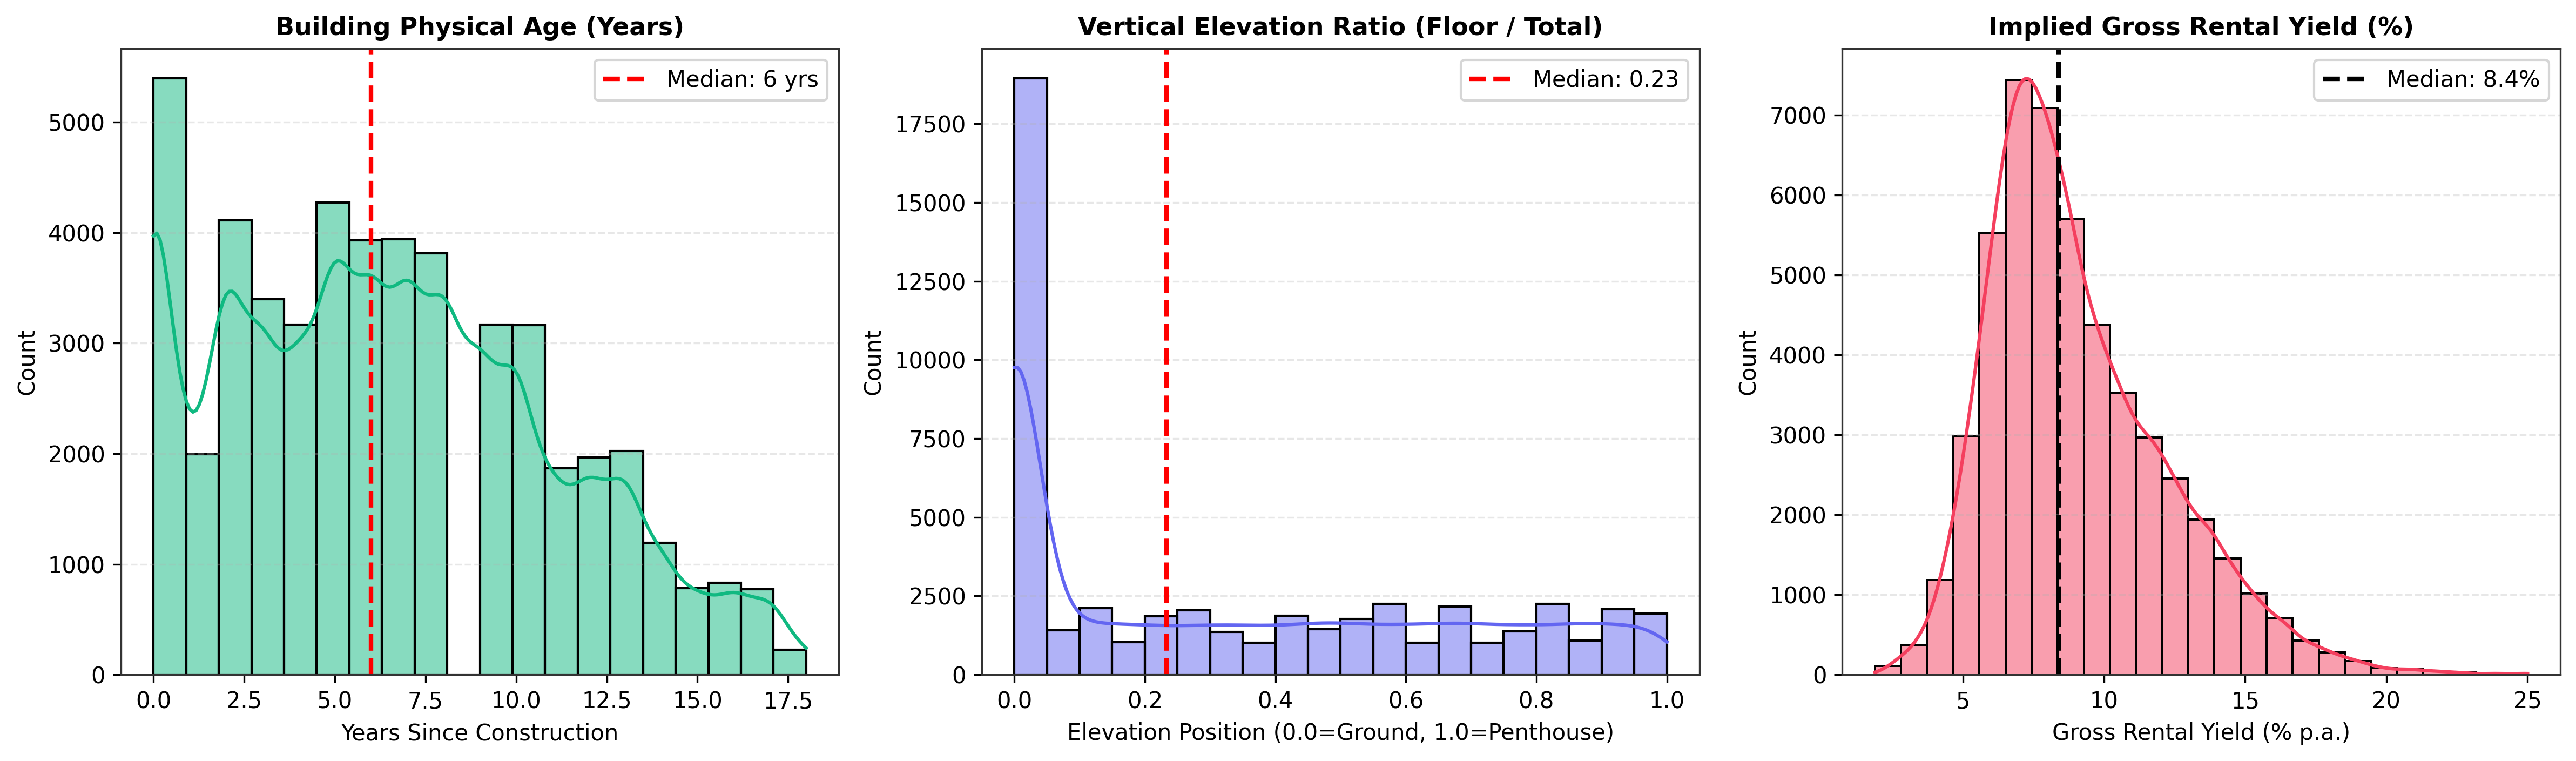 Building Physical Age (Years)
Median: 6 yrs
Count
5000
4000
3000
2000
1000
0
0.0 2.5 5.0 7.5 10.0 12.5 15.0 17.5
Years Since Construction
Vertical Elevation Ratio (Floor / Total)
Median: 0.23
Count
17500
15000
12500
10000
7500
5000
2500
0
0.0 0.2 0.4 0.6 0.8 1.0
Elevation Position (0.0=Ground, 1.0=Penthouse)
Implied Gross Rental Yield (%)
Median: 8.4%
Count
7000
6000
5000
4000
3000
2000
1000
0
5 10 15 20 25
Gross Rental Yield (% p.a.)